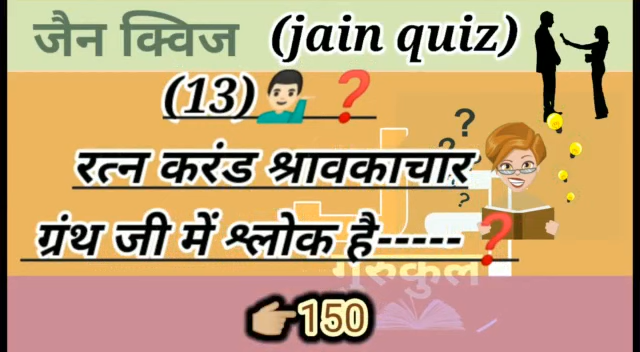 जैन क्विज (jain quiz)
(13) ❓
रत्न करंड श्रावकाचार
ग्रंथ जी में श्लोक है-----❓
गुरुकुल
150